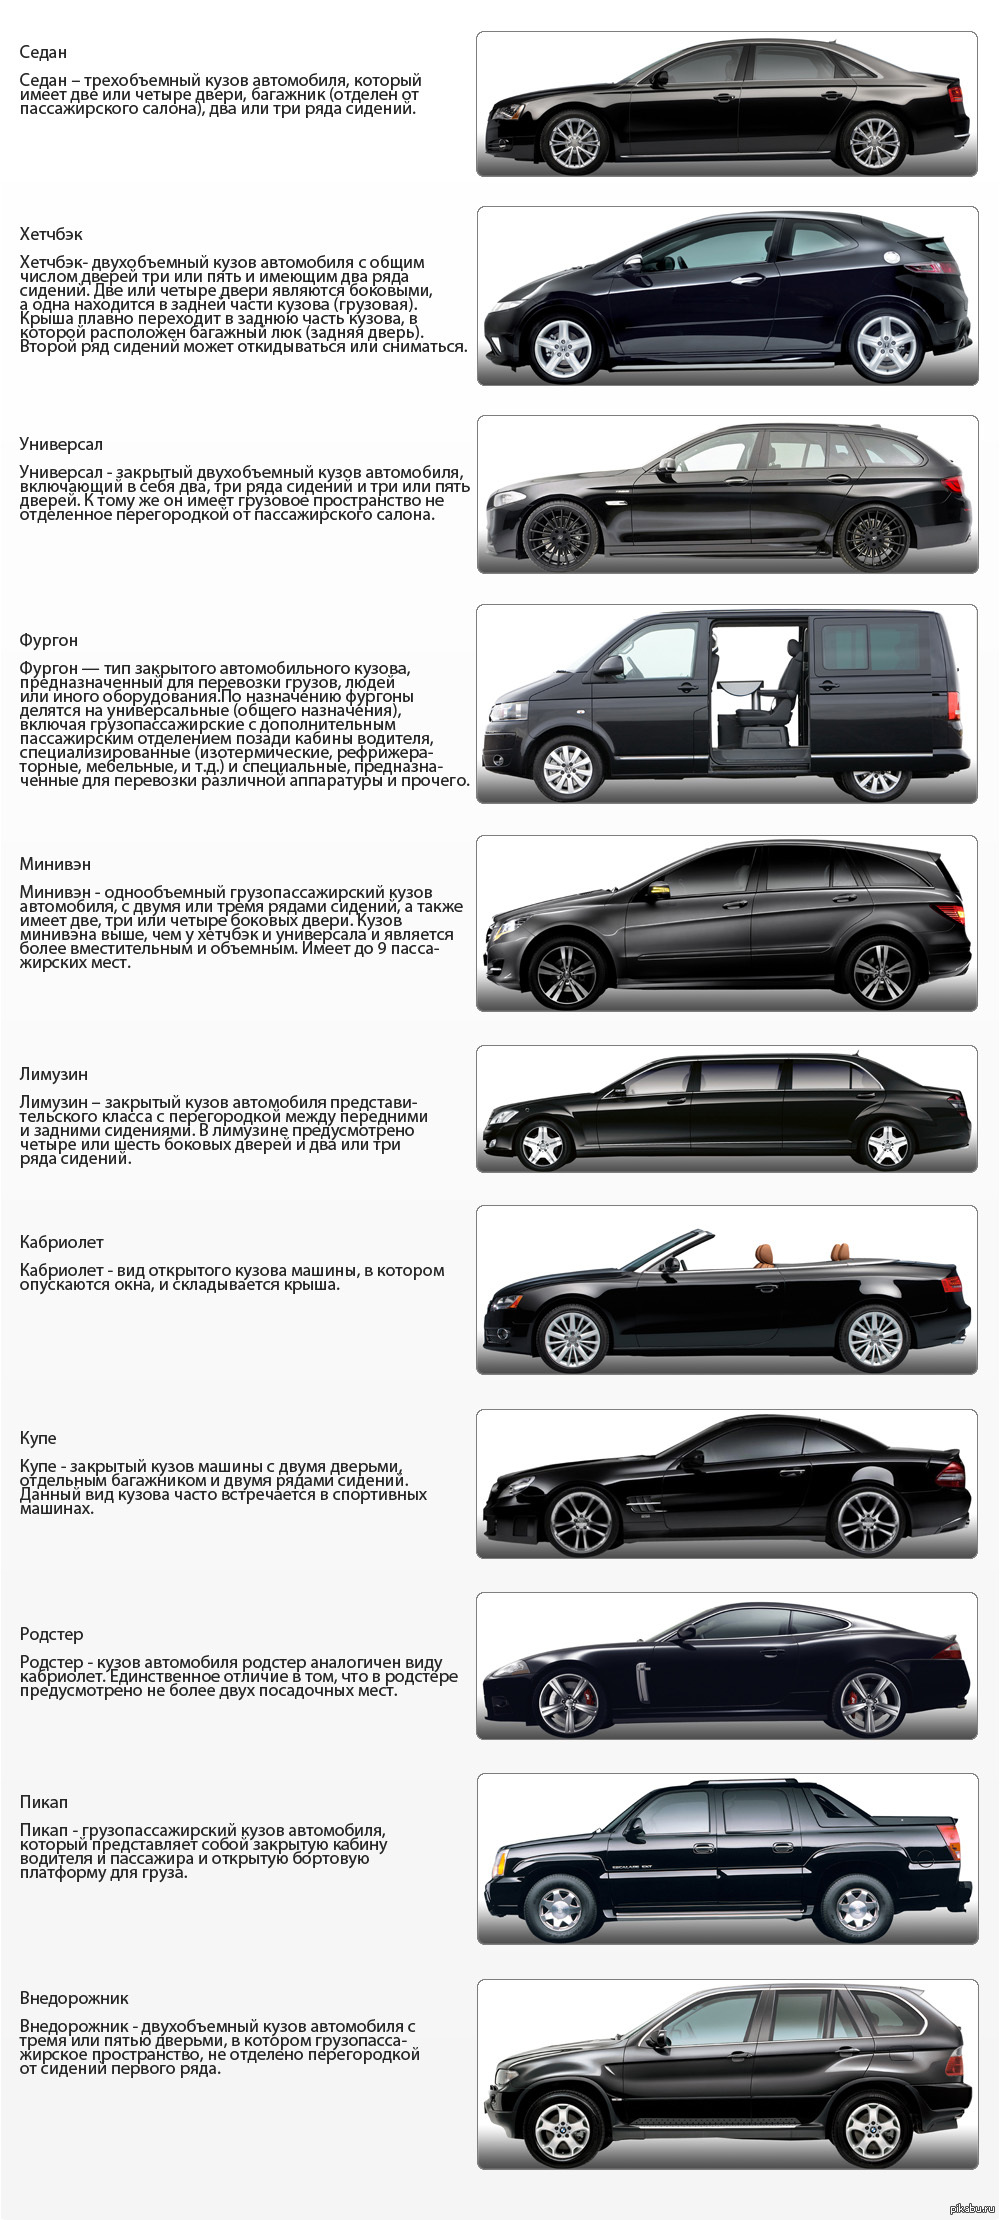 Седан
Седан – трехобъемный кузов автомобиля, который
имеет две или четыре двери, багажник (отделен от
пассажирского салона), два или три ряда сидений.
Хетчбэк
Хетчбэк- двухобъемный кузов автомобиля с общим
числом дверей три или пять и имеющим два ряда
сидений. Две или четыре двери являются боковыми,
а одна находится в задней части кузова (грузовая).
Крыша плавно переходит в заднюю часть кузова, в
которой расположен багажный люк (задняя дверь).
Второй ряд сидений может откидываться или сниматься.
Универсал
Универсал - закрытый двухобъемный кузов автомобиля,
включающий в себя два, три ряда сидений и три или пять
дверей. К тому же он имеет грузовое пространство не
отделенное перегородкой от пассажирского салона.
Фургон
Фургон — тип закрытого автомобильного кузова,
предназначенный для перевозки грузов, людей
или иного оборудования.По назначению фургоны
делятся на универсальные (общего назначения),
включая грузопассажирские с дополнительным
пассажирским отделением позади кабины водителя,
специализированные (изотермические, рефрижера-
торные, мебельные, и т.д.) и специальные, предназна-
ченные для перевозки различной аппаратуры и прочего.
Минивэн
Минивэн - однообъемный грузопассажирский кузов
автомобиля, с двумя или тремя рядами сидений, а также
имеет две, три или четыре боковых двери. Кузов
минивэна выше, чем у хетчбэк и универсала и является
более вместительным и объемным. Имеет до 9 пасса-
жирских мест.
Лимузин
Лимузин – закрытый кузов автомобиля представи-
тельского класса с перегородкой между передними
и задними сидениями. В лимузине предусмотрено
четыре или шесть боковых дверей и два или три
ряда сидений.
Кабриолет
Кабриолет - вид открытого кузова машины, в котором
опускаются окна, и складывается крыша.
Купе
Купе - закрытый кузов машины с двумя дверьми,
отдельным багажником и двумя рядами сидений.
Данный вид кузова часто встречается в спортивных
машинах.
Родстер
Родстер - кузов автомобиля родстер аналогичен виду
кабриолет. Единственное отличие в том, что в родстере
предусмотрено не более двух посадочных мест.
Пикап
Пикап - грузопассажирский кузов автомобиля,
который представляет собой закрытую кабину
водителя и пассажира и открытую бортовую
платформу для груза.
ESCALADE EXT
Внедорожник
Внедорожник - двухобъемный кузов автомобиля с
тремя или пятью дверьми, в котором грузопасса-
жирское пространство, не отделено перегородкой
от сидений первого ряда.
pikabu.ru